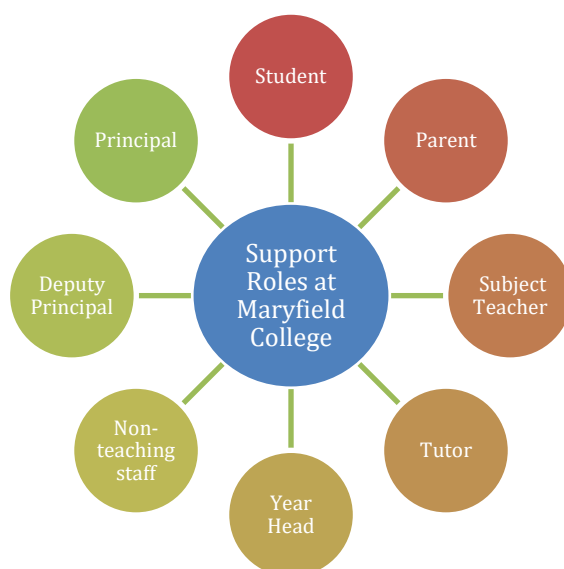 Student
Parent
Subject
Teacher
Tutor
Year
Head
Non-
teaching
staff
Deputy
Principal
Principal
Support
Roles at
Maryfield
College